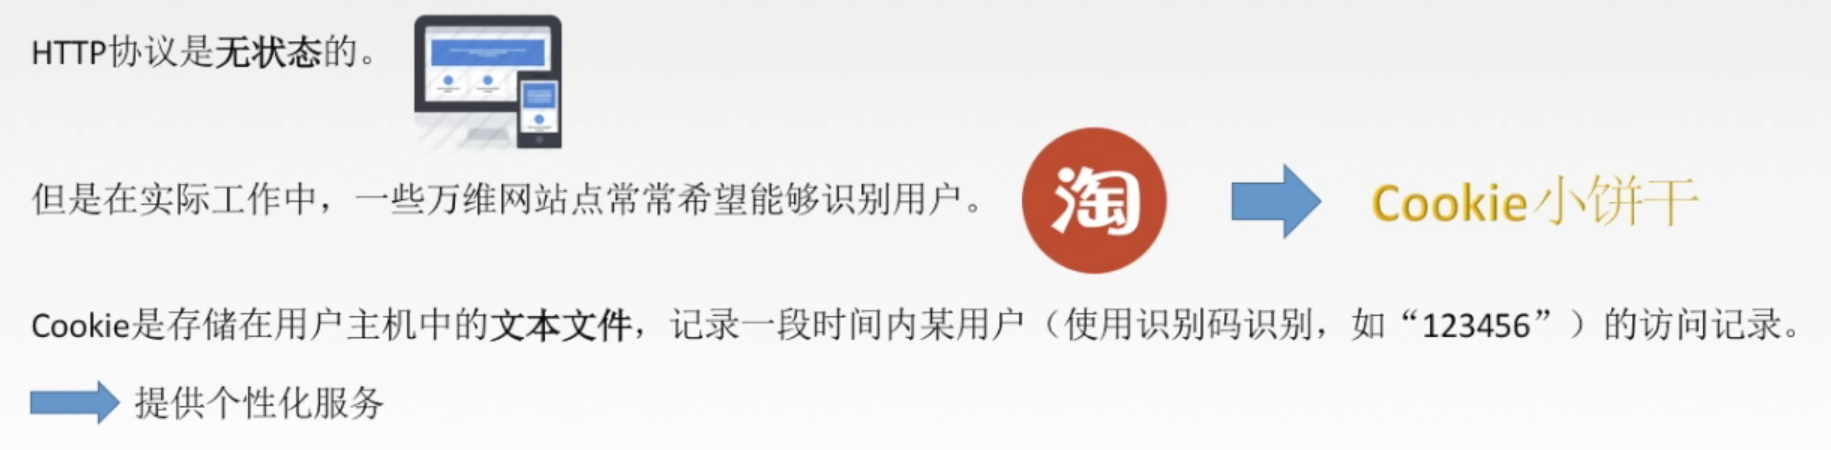 HTTP协议是无状态的。
但是在实际工作中，一些万维网站点常常希望能够识别用户。
淘
Cookie小饼干
Cookie是存储在用户主机中的文本文件，记录一段时间内某用户（使用识别码识别，如“123456”）的访问记录。
提供个性化服务